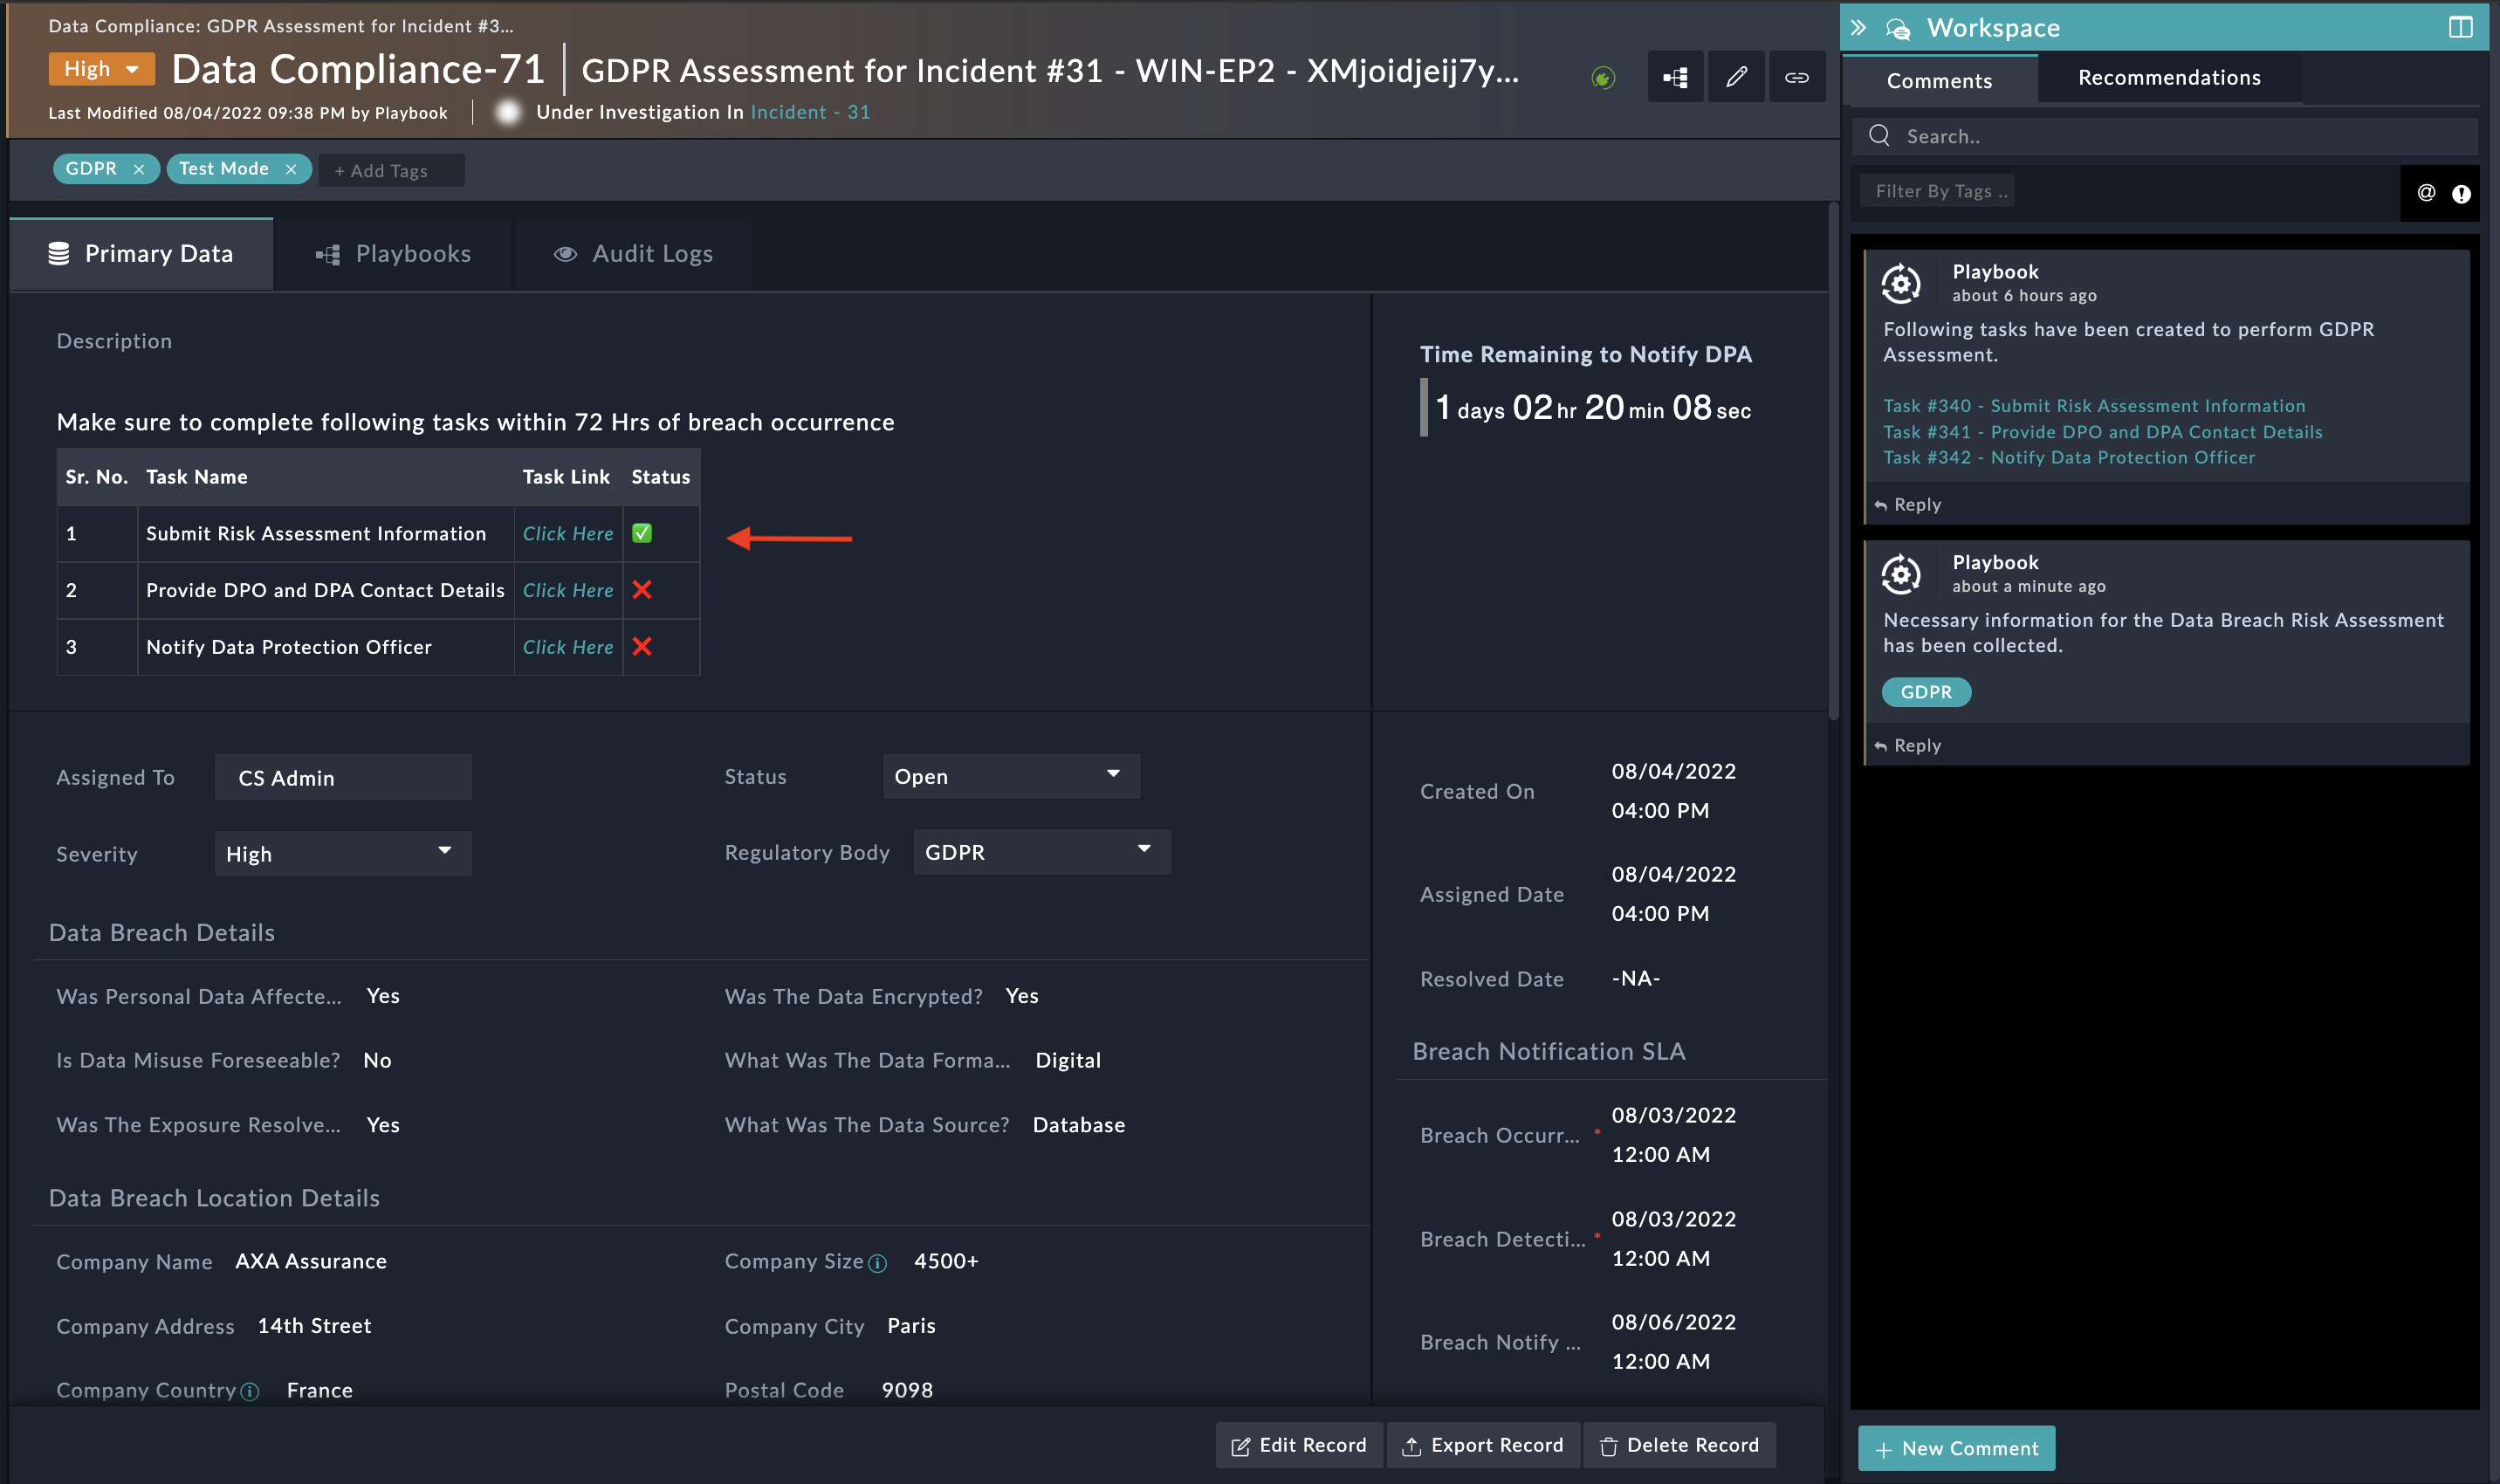 Data Compliance: GDPR Assessment for Incident #3...
High
Data Compliance-71
GDPR Assessment for Incident #31 - WIN-EP2 - XMjoidjeij7y...
Last Modified 08/04/2022 09:38 PM by Playbook
Under Investigation In Incident - 31
GDPR ×
Test Mode ×
+ Add Tags
Primary Data
Playbooks
Audit Logs
Description
Make sure to complete following tasks within 72 Hrs of breach occurrence
Sr. No. Task Name Task Link Status
1 Submit Risk Assessment Information Click Here ✅
2 Provide DPO and DPA Contact Details Click Here ❌
3 Notify Data Protection Officer Click Here ❌
Time Remaining to Notify DPA
1 days 02 hr 20 min 08 sec
Assigned To CS Admin
Status Open
Severity High
Regulatory Body GDPR
Data Breach Details
Was Personal Data Affecte... Yes
Was The Data Encrypted? Yes
Is Data Misuse Foreseeable? No
What Was The Data Forma... Digital
Was The Exposure Resolve... Yes
What Was The Data Source? Database
Data Breach Location Details
Company Name AXA Assurance
Company Size 4500+
Company Address 14th Street
Company City Paris
Company Country France
Postal Code 9098
Created On
08/04/2022
04:00 PM
Assigned Date
08/04/2022
04:00 PM
Resolved Date -NA-
Breach Notification SLA
Breach Occurr... *
08/03/2022
12:00 AM
Breach Detecti... *
08/03/2022
12:00 AM
Breach Notify ...
08/06/2022
12:00 AM
Edit Record
Export Record
Delete Record
Workspace
Comments
Recommendations
Search..
Filter By Tags ..
@
Playbook
about 6 hours ago
Following tasks have been created to perform GDPR
Assessment.
Task #340 - Submit Risk Assessment Information
Task #341 - Provide DPO and DPA Contact Details
Task #342 - Notify Data Protection Officer
Reply
Playbook
about a minute ago
Necessary information for the Data Breach Risk Assessment
has been collected.
GDPR
Reply
+ New Comment